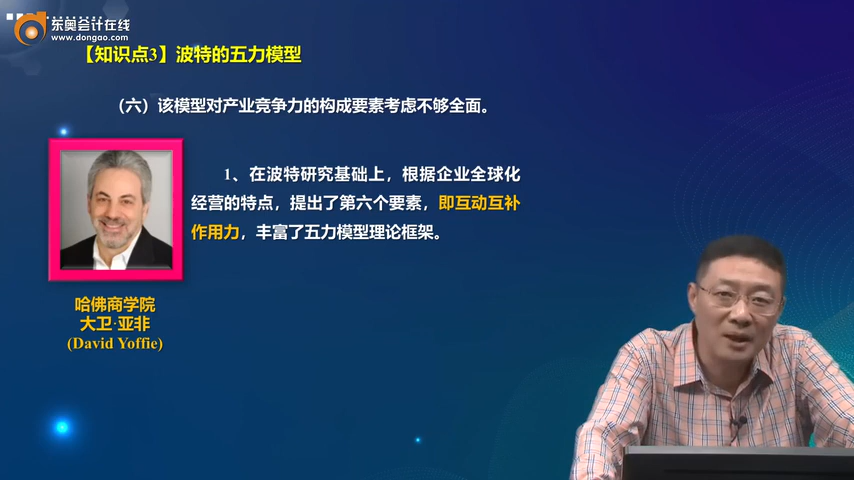 东奥会计在线
www.dongao.com
【知识点3】波特的五力模型
（六）该模型对产业竞争力的构成要素考虑不够全面。
1、在波特研究基础上，根据企业全球化
经营的特点，提出了第六个要素，即互动互补
作用力，丰富了五力模型理论框架。
哈佛商学院
大卫·亚非
(David Yoffie)